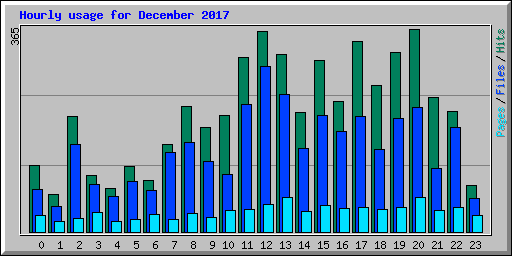 Hourly usage for December 2017
365
Pages/Files/Hits
0 1 2 3 4 5 6 7 8 9 10 11 12 13 14 15 16 17 18 19 20 21 22 23